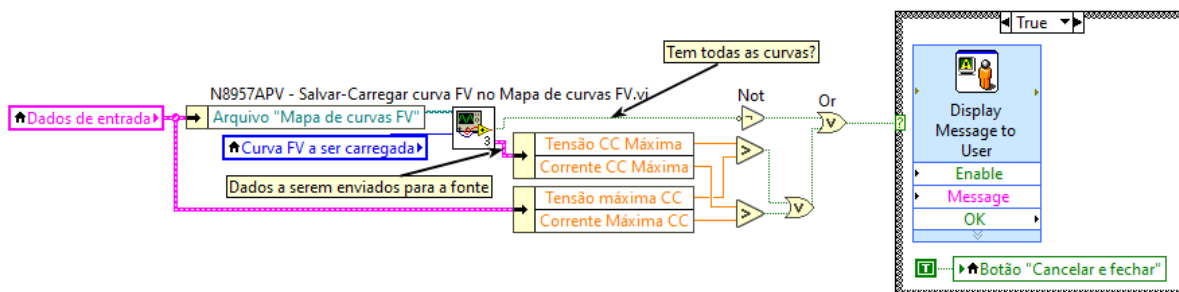 True
Tem todas as curvas?
N8957APV - Salvar-Carregar curva FV no Mapa de curvas FV.vi
Not
Or
Dados de entrada
Arquivo "Mapa de curvas FV"
3
Curva FV a ser carregada
Tensão CC Máxima
Corrente CC Máxima
Dados a serem enviados para a fonte
Tensão máxima CC
Corrente Máxima CC
V
V
?
Display
Message to
User
Enable
Message
OK
T
Botão "Cancelar e fechar"